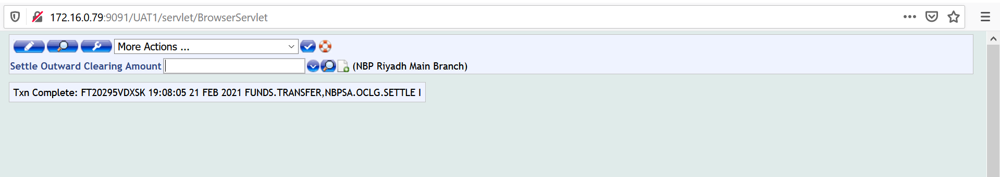 172.16.0.79:9091/UAT1/servlet/BrowserServlet
More Actions ...
Settle Outward Clearing Amount (NBP Riyadh Main Branch)
Txn Complete: FT20295VDXSK 19:08:05 21 FEB 2021 FUNDS.TRANSFER,NBPSA.OCLG.SETTLE I